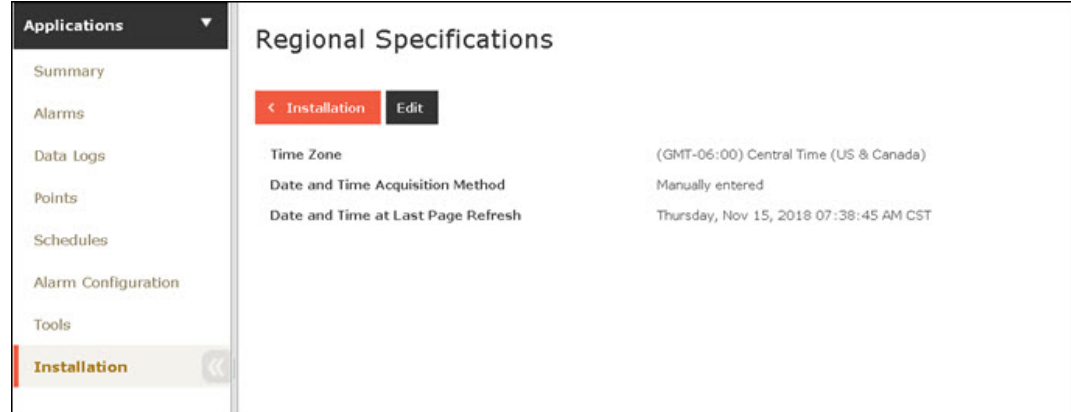 Applications
Summary
Alarms
Data Logs
Points
Schedules
Alarm Configuration
Tools
Installation
Regional Specifications
Installation Edit
Time Zone (GMT-06:00) Central Time (US & Canada)
Date and Time Acquisition Method Manually entered
Date and Time at Last Page Refresh Thursday, Nov 15, 2018 07:38:45 AM CST